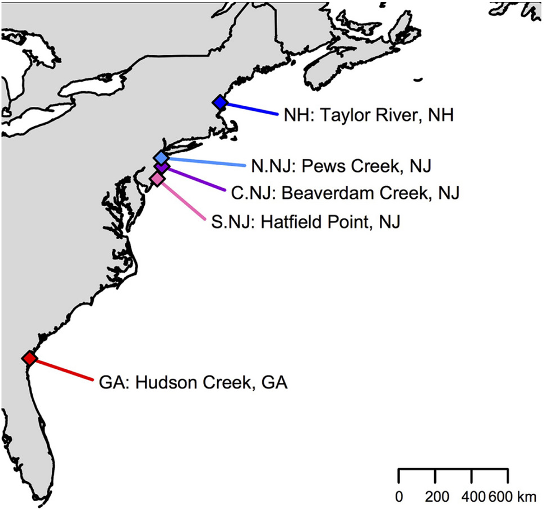 NH: Taylor River, NH
N.NJ: Pews Creek, NJ
C.NJ: Beaverdam Creek, NJ
S.NJ: Hatfield Point, NJ
GA: Hudson Creek, GA
0 200 400 600 km